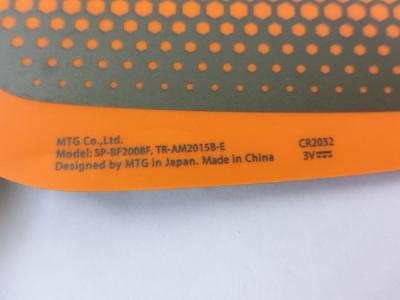 MTG Co.,Ltd.
Model: SP-BF2008F, TR-AM2015B-E
Designed by MTG in Japan. Made in China
CR2032
3V⎓